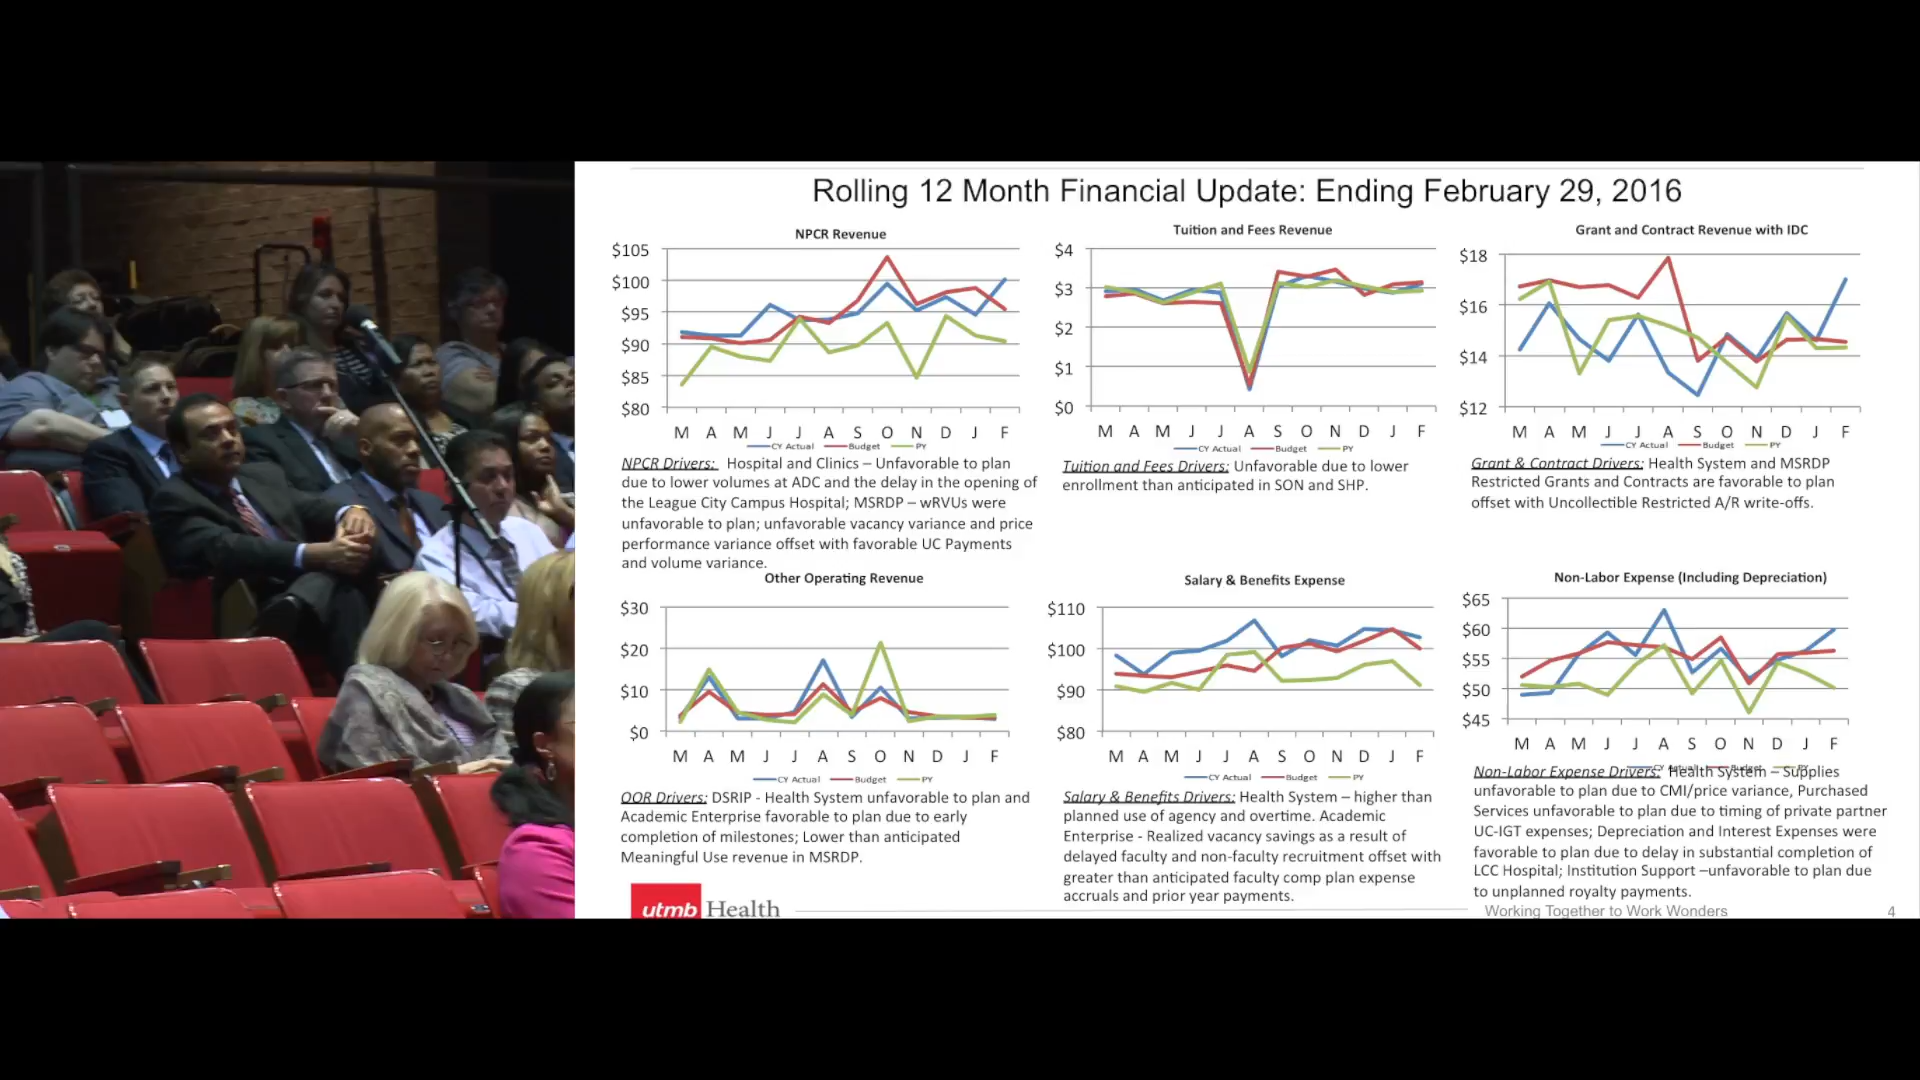 Rolling 12 Month Financial Update: Ending February 29, 2016
NPCR Revenue
$105
$100
$95
$90
$85
$80
M A M J J A S O N D J F
CY Actual Budget PY
NPCR Drivers: Hospital and Clinics – Unfavorable to plan
due to lower volumes at ADC and the delay in the opening of
the League City Campus Hospital; MSRDP – wRVUs were
unfavorable to plan; unfavorable vacancy variance and price
performance variance offset with favorable UC Payments
and volume variance.
Tuition and Fees Revenue
$4
$3
$2
$1
$0
M A M J J A S O N D J F
CY Actual Budget PY
Tuition and Fees Drivers: Unfavorable due to lower
enrollment than anticipated in SON and SHP.
Grant and Contract Revenue with IDC
$18
$16
$14
$12
M A M J J A S O N D J F
CY Actual Budget PY
Grant & Contract Drivers: Health System and MSRDP
Restricted Grants and Contracts are favorable to plan
offset with Uncollectible Restricted A/R write-offs.
Other Operating Revenue
$30
$20
$10
$0
M A M J J A S O N D J F
CY Actual Budget PY
OOR Drivers: DSRIP - Health System unfavorable to plan and
Academic Enterprise favorable to plan due to early
completion of milestones; Lower than anticipated
Meaningful Use revenue in MSRDP.
Salary & Benefits Expense
$110
$100
$90
$80
M A M J J A S O N D J F
CY Actual Budget PY
Salary & Benefits Drivers: Health System – higher than
planned use of agency and overtime. Academic
Enterprise - Realized vacancy savings as a result of
delayed faculty and non-faculty recruitment offset with
greater than anticipated faculty comp plan expense
accruals and prior year payments.
Non-Labor Expense (Including Depreciation)
$65
$60
$55
$50
$45
M A M J J A S O N D J F
CY Actual Budget PY
Non-Labor Expense Drivers: Health System – Supplies
unfavorable to plan due to CMI/price variance, Purchased
Services unfavorable to plan due to timing of private partner
UC-IGT expenses; Depreciation and Interest Expenses were
favorable to plan due to delay in substantial completion of
LCC Hospital; Institution Support –unfavorable to plan due
to unplanned royalty payments.
utmb Health
Working Together to Work Wonders
4